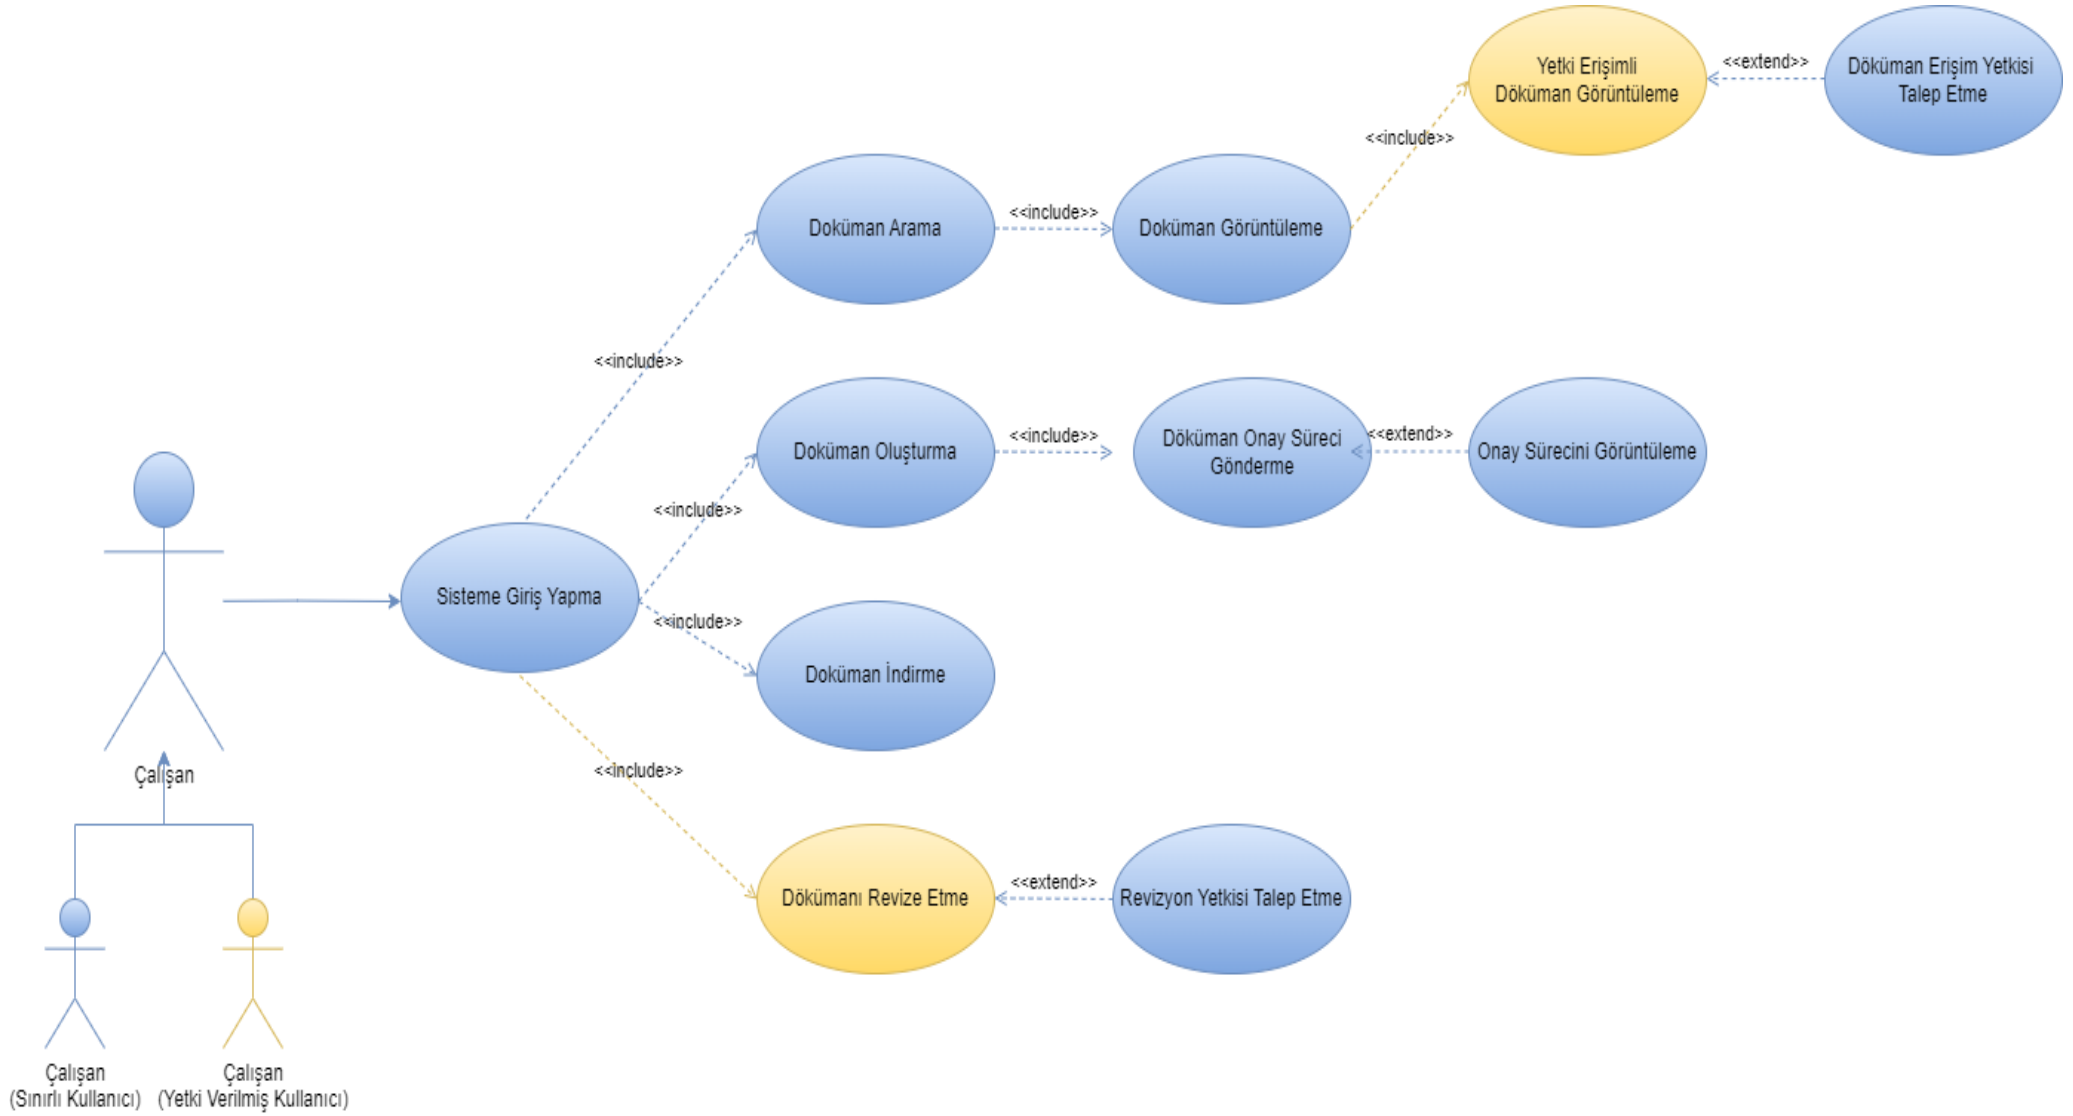 Yetki Erişimli
Döküman Görüntüleme
<<extend>>
Döküman Erişim Yetkisi
Talep Etme
<<include>>
Doküman Arama
<<include>>
Doküman Görüntüleme
<<include>>
Doküman Oluşturma
<<include>>
Döküman Onay Süreci
Gönderme
<<extend>>
Onay Sürecini Görüntüleme
<<include>>
Sisteme Giriş Yapma
<<include>>
Doküman İndirme
<<include>>
Çalışan
Dökümanı Revize Etme
<<extend>>
Revizyon Yetkisi Talep Etme
Çalışan
(Sınırlı Kullanıcı)
Çalışan
(Yetki Verilmiş Kullanıcı)